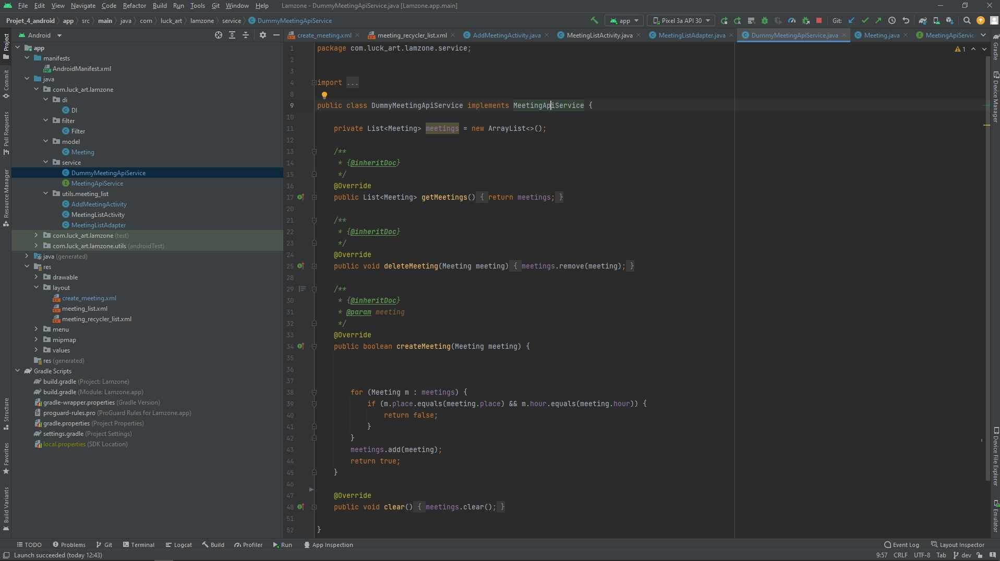 File Edit View Navigate Code Refactor Build Run Tools Git Window Help Lamzone - DummyMeetingApiService.java [Lamzone.app.main]
Projet_4_android app src main java com luck_art lamzone service DummyMeetingApiService app Pixel 3a API 30 Git:
Project Android create_meeting.xml meeting_recycler_list.xml AddMeetingActivity.java MeetingListActivity.java MeetingListAdapter.java DummyMeetingApiService.java Meeting.java MeetingApiServic
Commit
Pull Requests
Resource Manager
Structure
Favorites
Build Variants
app
manifests
AndroidManifest.xml
java
com.luck_art.lamzone
di
DI
filter
Filter
model
Meeting
service
DummyMeetingApiService
MeetingApiService
utils.meeting_list
AddMeetingActivity
MeetingListActivity
MeetingListAdapter
com.luck_art.lamzone (test)
com.luck_art.lamzone.utils (androidTest)
java (generated)
res
drawable
layout
create_meeting.xml
meeting_list.xml
meeting_recycler_list.xml
menu
mipmap
values
res (generated)
Gradle Scripts
build.gradle (Project: Lamzone)
build.gradle (Module: Lamzone.app)
gradle-wrapper.properties (Gradle Version)
proguard-rules.pro (ProGuard Rules for Lamzone.app)
gradle.properties (Project Properties)
settings.gradle (Project Settings)
local.properties (SDK Location)
1 package com.luck_art.lamzone.service;
2
3
4 import ...
8
9 public class DummyMeetingApiService implements MeetingApiService {
10
11 private List<Meeting> meetings = new ArrayList<>();
12
13 /**
14 * {@inheritDoc}
15 */
16 @Override
17 public List<Meeting> getMeetings() { return meetings; }
20
21 /**
22 * {@inheritDoc}
23 */
24 @Override
25 public void deleteMeeting(Meeting meeting) { meetings.remove(meeting); }
28
29 /**
30 * {@inheritDoc}
31 * @param meeting
32 */
33 @Override
34 public boolean createMeeting(Meeting meeting) {
35
36
37
38 for (Meeting m : meetings) {
39 if (m.place.equals(meeting.place) && m.hour.equals(meeting.hour)) {
40 return false;
41 }
42 }
43 meetings.add(meeting);
44 return true;
45 }
46
47 @Override
48 public void clear() { meetings.clear(); }
51
52 }
1
Gradle
Device Manager
Device File Explorer
Emulator
TODO Problems Git Terminal Logcat Build Profiler Run App Inspection Event Log Layout Inspector
Launch succeeded (today 12:43) 9:57 CRLF UTF-8 Tab dev